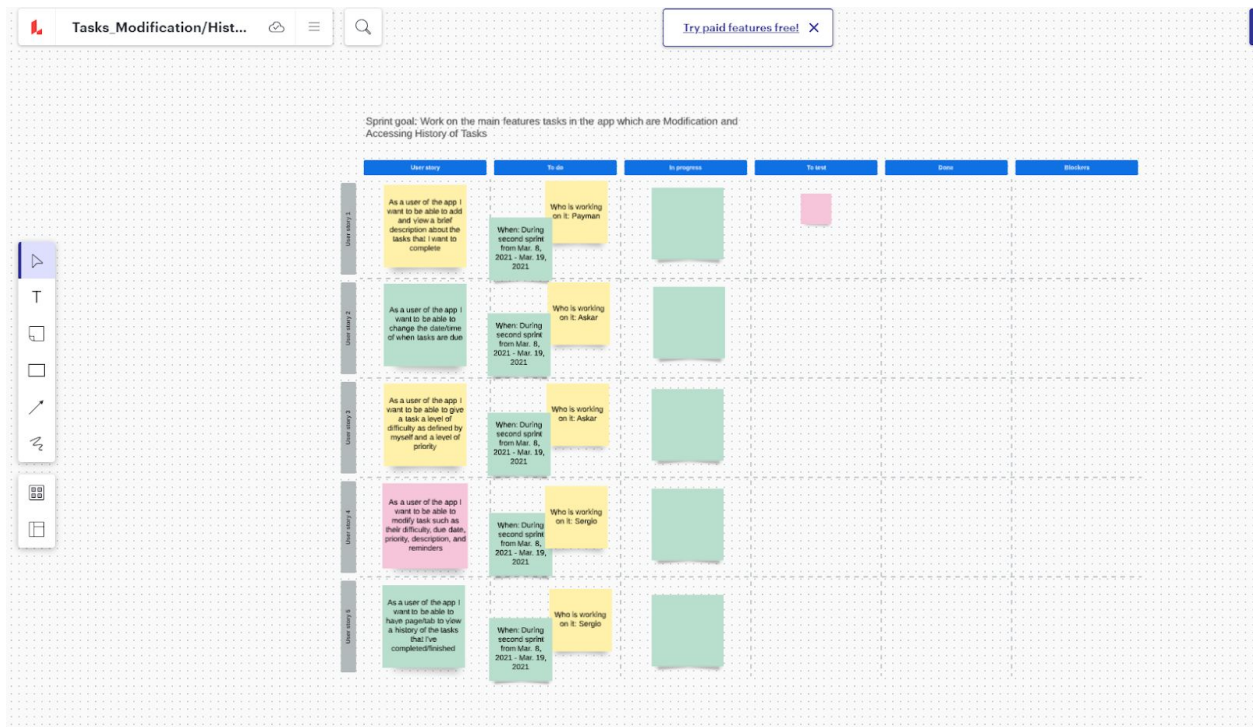 Tasks_Modification/Hist...
Try paid features free!
Sprint goal: Work on the main features tasks in the app which are Modification and
Accessing History of Tasks
User story
To do
In progress
To test
Done
Blockers
User story 1
As a user of the app I
want to be able to add
and view a brief
description about the
tasks that I want to
complete
Who is working
on it: Payman
When: During
second sprint
from Mar. 8,
2021 - Mar. 19,
2021
User story 2
As a user of the app I
want to be able to
change the date/time
of when tasks are due
Who is working
on it: Askar
When: During
second sprint
from Mar. 8,
2021 - Mar. 19,
2021
User story 3
As a user of the app I
want to be able to give
a task a level of
difficulty as defined by
myself and a level of
priority
Who is working
on it: Askar
When: During
second sprint
from Mar. 8,
2021 - Mar. 19,
2021
User story 4
As a user of the app I
want to be able to
modify task such as
their difficulty, due date,
priority, description, and
reminders
Who is working
on it: Sergio
When: During
second sprint
from Mar. 8,
2021 - Mar. 19,
2021
User story 5
As a user of the app I
want to be able to
have page/tab to view
a history of the tasks
that I've
completed/finished
Who is working
on it: Sergio
When: During
second sprint
from Mar. 8,
2021 - Mar. 19,
2021
T